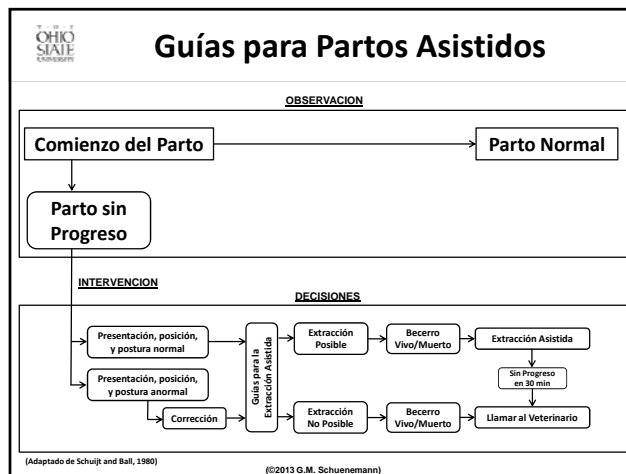 T · H · E
OHIO
STATE
UNIVERSITY
Guías para Partos Asistidos
OBSERVACION
Comienzo del Parto
Parto Normal
Parto sin
Progreso
INTERVENCION
DECISIONES
Presentación, posición,
y postura normal
Presentación, posición,
y postura anormal
Corrección
Guías para la
Extracción Asistida
Extracción
Posible
Becerro
Vivo/Muerto
Extracción Asistida
Sin Progreso
en 30 min
Extracción
No Posible
Becerro
Vivo/Muerto
Llamar al Veterinario
(Adaptado de Schuijt and Ball, 1980)
(©2013 G.M. Schuenemann)